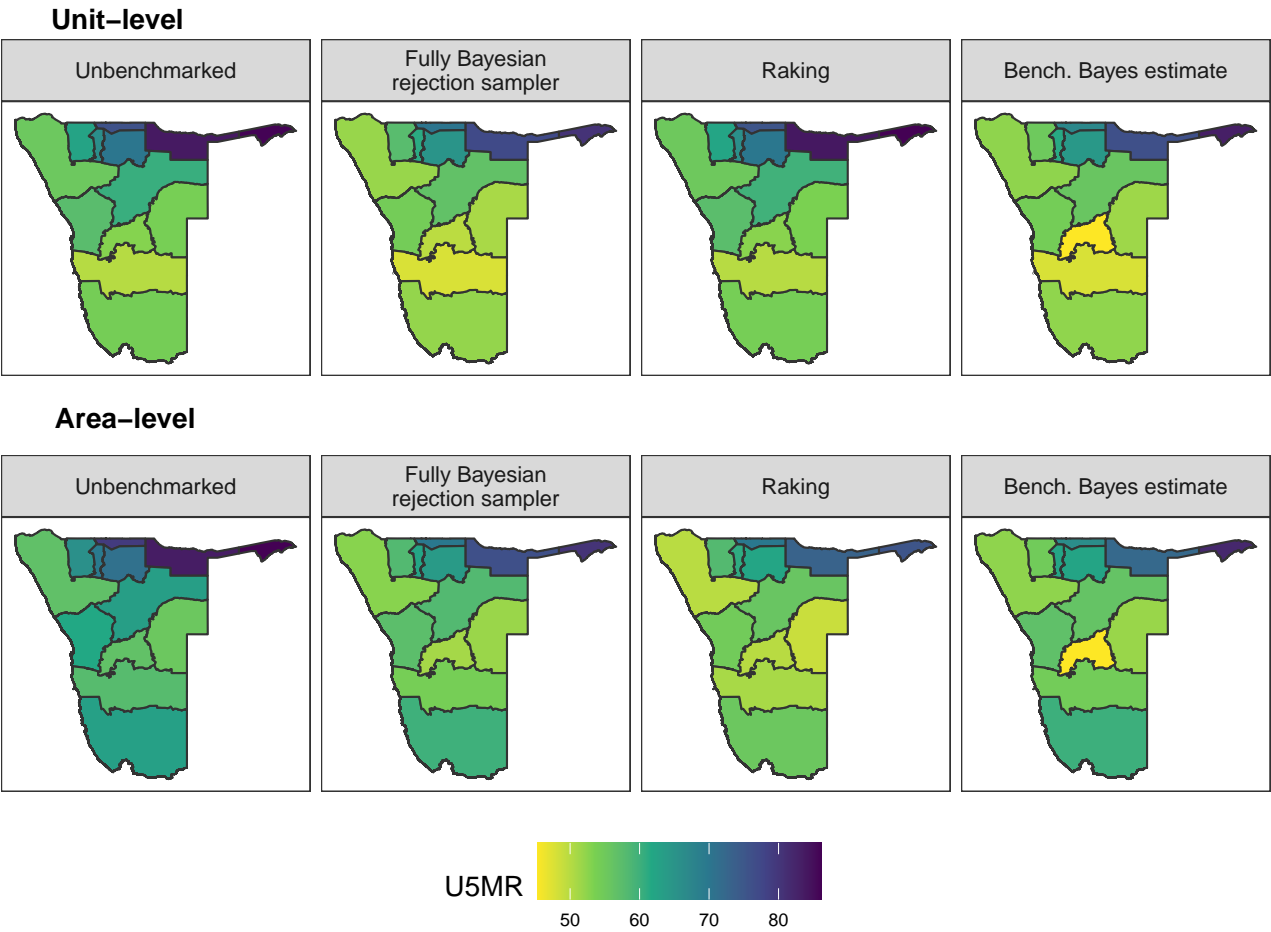 Unit−level
Unbenchmarked
Fully Bayesian
rejection sampler
Raking
Bench. Bayes estimate
Area−level
Unbenchmarked
Fully Bayesian
rejection sampler
Raking
Bench. Bayes estimate
U5MR
50 60 70 80